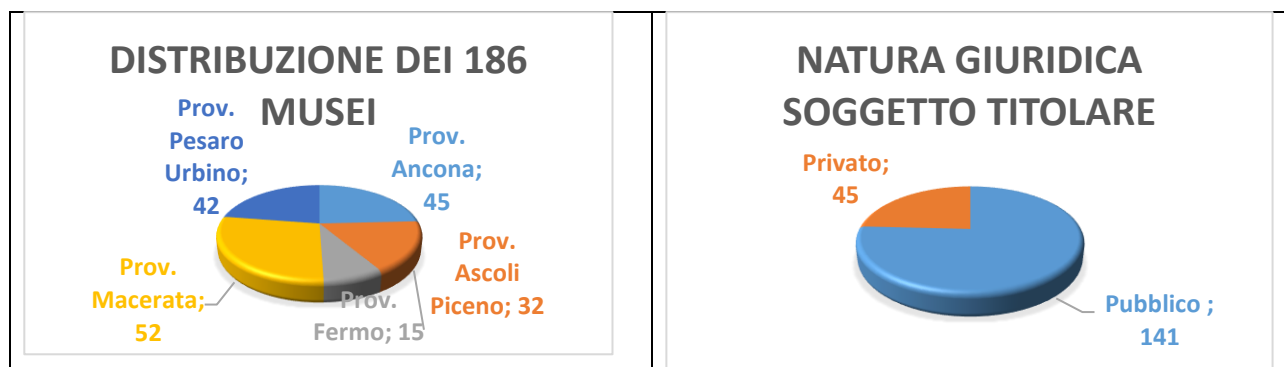 DISTRIBUZIONE DEI 186
MUSEI
Prov.
Pesaro
Urbino;
42
Prov.
Ancona;
45
Prov.
Ascoli
Piceno; 32
Prov.
Fermo; 15
Prov.
Macerata;
52
NATURA GIURIDICA
SOGGETTO TITOLARE
Privato;
45
Pubblico ;
141